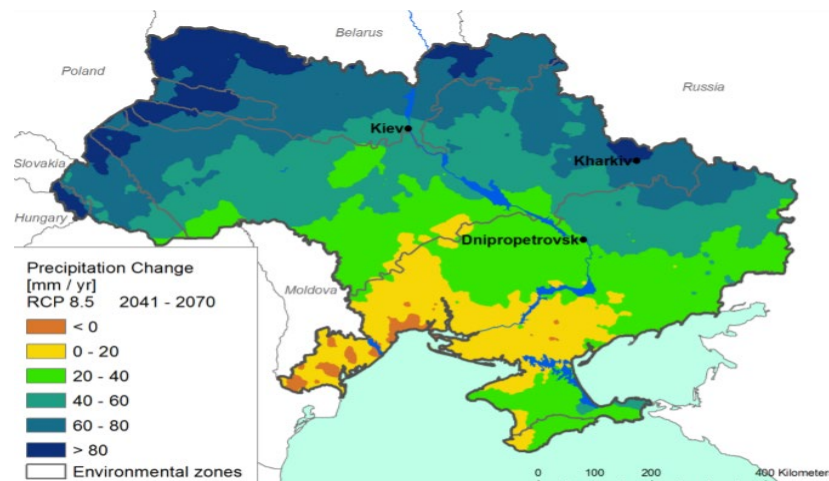 Belarus
Poland
Russia
Kiev
Kharkiv
Slovakia
Hungary
Dnipropetrovsk
Moldova
Precipitation Change
[mm / yr]
RCP 8.5 2041 - 2070
< 0
0 - 20
20 - 40
40 - 60
60 - 80
> 80
Environmental zones
0 100 200 400 Kilometer